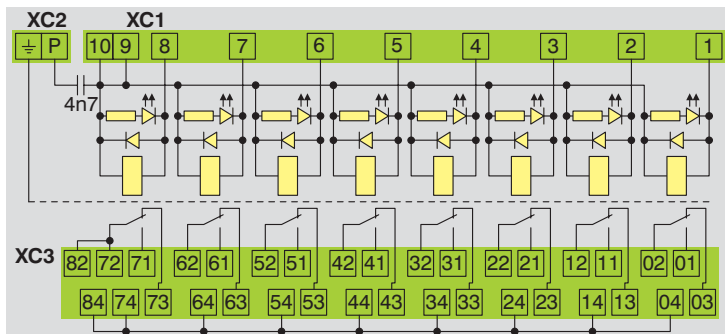 XC2 XC1
P 10 9 8 7 6 5 4 3 2 1
4n7
XC3
82 72 71 62 61 52 51 42 41 32 31 22 21 12 11 02 01
84 74 73 64 63 54 53 44 43 34 33 24 23 14 13 04 03